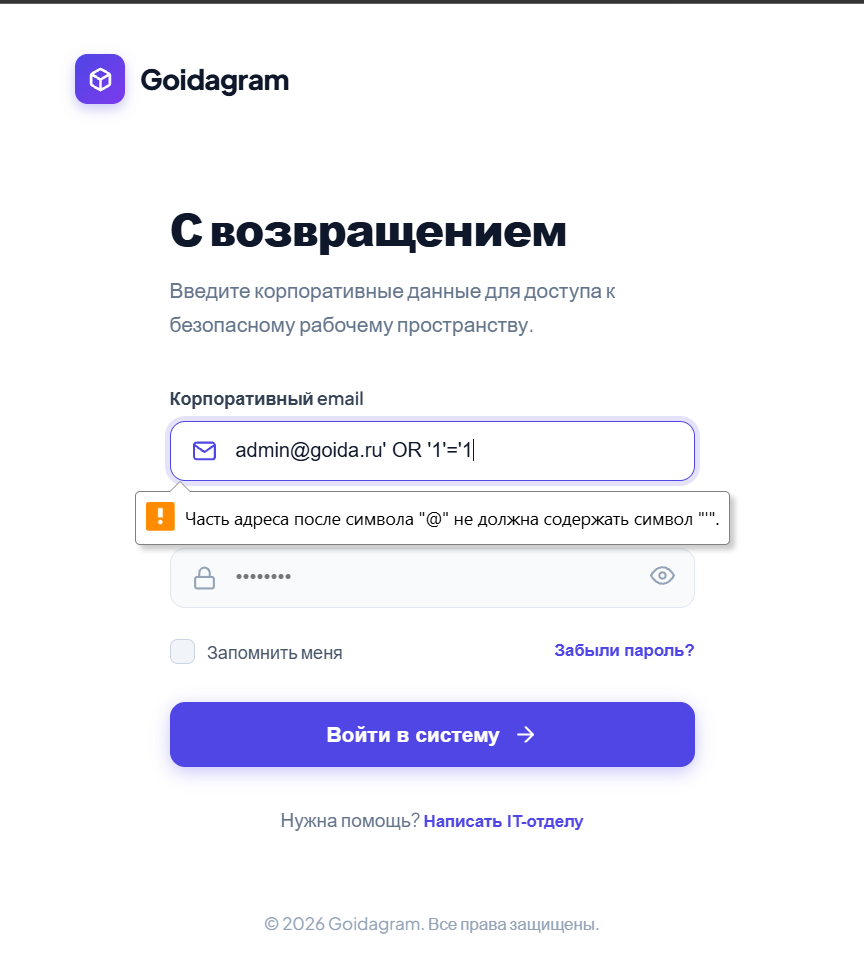 Goidagram
С возвращением
Введите корпоративные данные для доступа к
безопасному рабочему пространству.
Корпоративный email
admin@goida.ru' OR '1'='1
Часть адреса после символа "@" не должна содержать символ "'".
••••••••
Запомнить меня
Забыли пароль?
Войти в систему →
Нужна помощь? Написать IT-отделу
© 2026 Goidagram. Все права защищены.